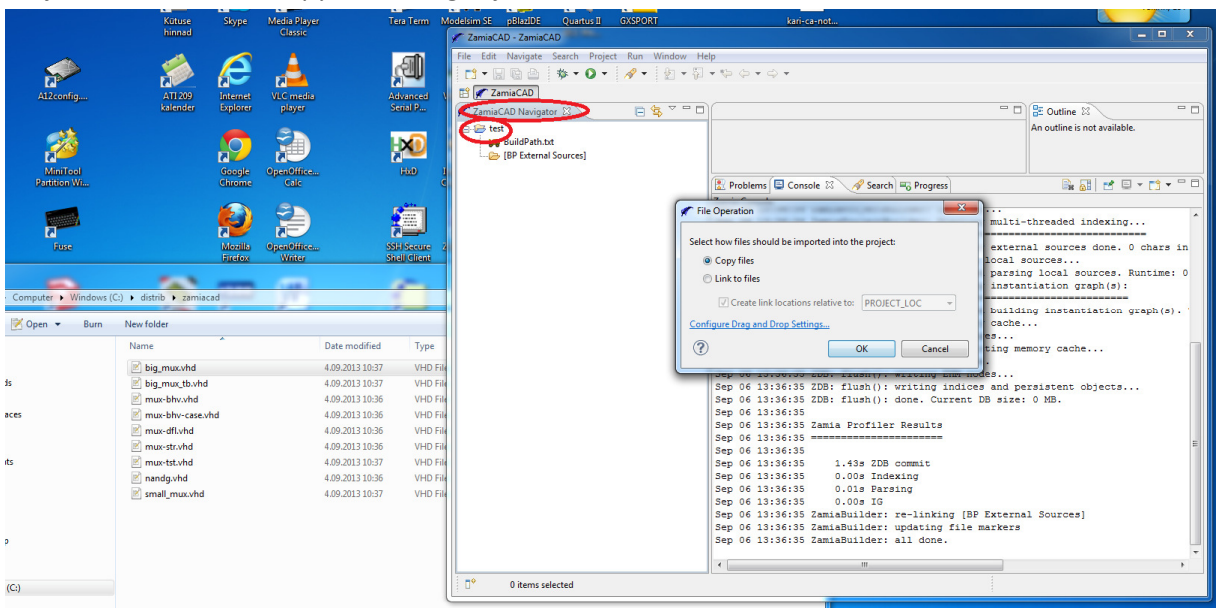 Kütuse hinnad
Skype
Media Player Classic
Tera Term
Modelsim SE
pBlazIDE
Quartus II
GXSPORT
kari-ca-not...
A12config....
ATI 209 kalender
Internet Explorer
VLC media player
Advanced Serial P...
MiniTool Partition Wi...
Google Chrome
OpenOffice... Calc
HxD
Fuse
Mozilla Firefox
OpenOffice... Writer
SSH Secure Shell Client
ZamiaCAD - ZamiaCAD
File Edit Navigate Search Project Run Window Help
ZamiaCAD
ZamiaCAD Navigator
test
BuildPath.txt
[BP External Sources]
Outline
An outline is not available.
Problems Console Search Progress
File Operation
Select how files should be imported into the project:
Copy files
Link to files
Create link locations relative to: PROJECT_LOC
Configure Drag and Drop Settings...
OK Cancel
multi-threaded indexing...
external sources done. 0 chars in
local sources...
parsing local sources. Runtime: 0
instantiation graph(s):
building instantiation graph(s).
cache...
ting memory cache...
Sep 06 13:36:35 ZDB: flush(): writing indices and persistent objects...
Sep 06 13:36:35 ZDB: flush(): done. Current DB size: 0 MB.
Sep 06 13:36:35
Sep 06 13:36:35 Zamia Profiler Results
Sep 06 13:36:35 ======================
Sep 06 13:36:35
Sep 06 13:36:35 1.43s ZDB commit
Sep 06 13:36:35 0.00s Indexing
Sep 06 13:36:35 0.01s Parsing
Sep 06 13:36:35 0.00s IG
Sep 06 13:36:35 ZamiaBuilder: re-linking [BP External Sources]
Sep 06 13:36:35 ZamiaBuilder: updating file markers
Sep 06 13:36:35 ZamiaBuilder: all done.
0 items selected
Computer Windows (C:) distrib zamiacad
Open Burn New folder
Name Date modified Type
big_mux.vhd 4.09.2013 10:37 VHD File
big_mux_tb.vhd 4.09.2013 10:37 VHD File
mux-bhv.vhd 4.09.2013 10:36 VHD File
mux-bhv-case.vhd 4.09.2013 10:36 VHD File
mux-dfl.vhd 4.09.2013 10:36 VHD File
mux-str.vhd 4.09.2013 10:36 VHD File
mux-tst.vhd 4.09.2013 10:37 VHD File
nandg.vhd 4.09.2013 10:36 VHD File
small_mux.vhd 4.09.2013 10:37 VHD File
(C:)